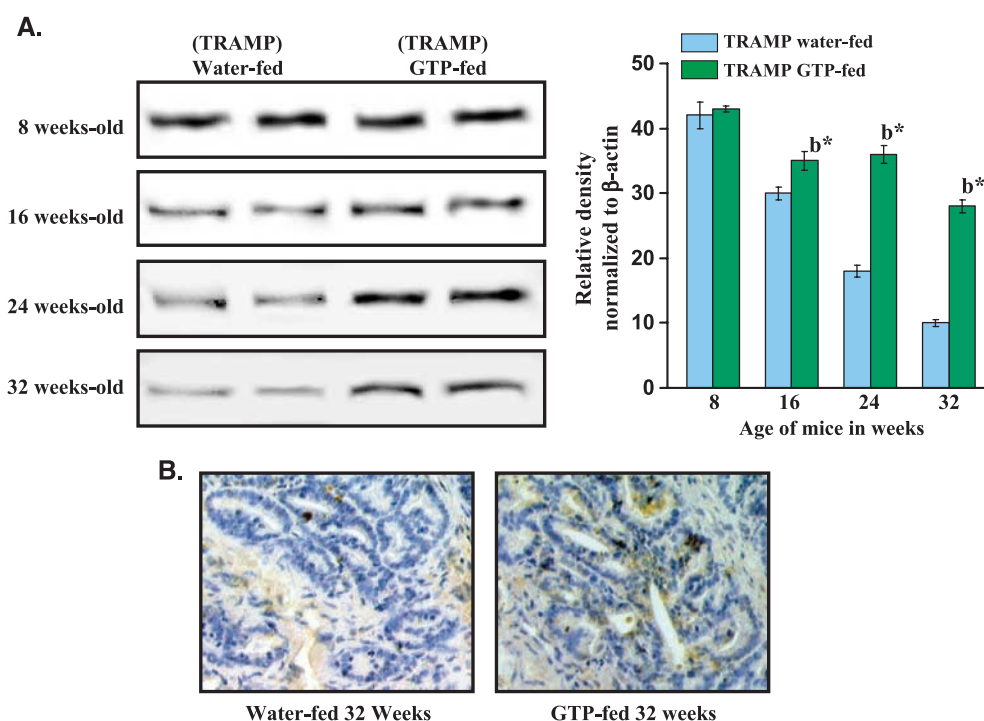 A.
(TRAMP)
Water-fed
(TRAMP)
GTP-fed
8 weeks-old
16 weeks-old
24 weeks-old
32 weeks-old
TRAMP water-fed
TRAMP GTP-fed
Relative density
normalized to β-actin
50
40
30
20
10
0
b*
b*
b*
8
16
24
32
Age of mice in weeks
B.
Water-fed 32 Weeks
GTP-fed 32 weeks